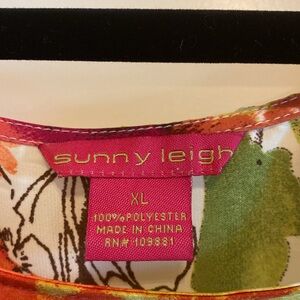 sunny leigh
XL
100%POLYESTER
MADE IN CHINA
RN# 109881